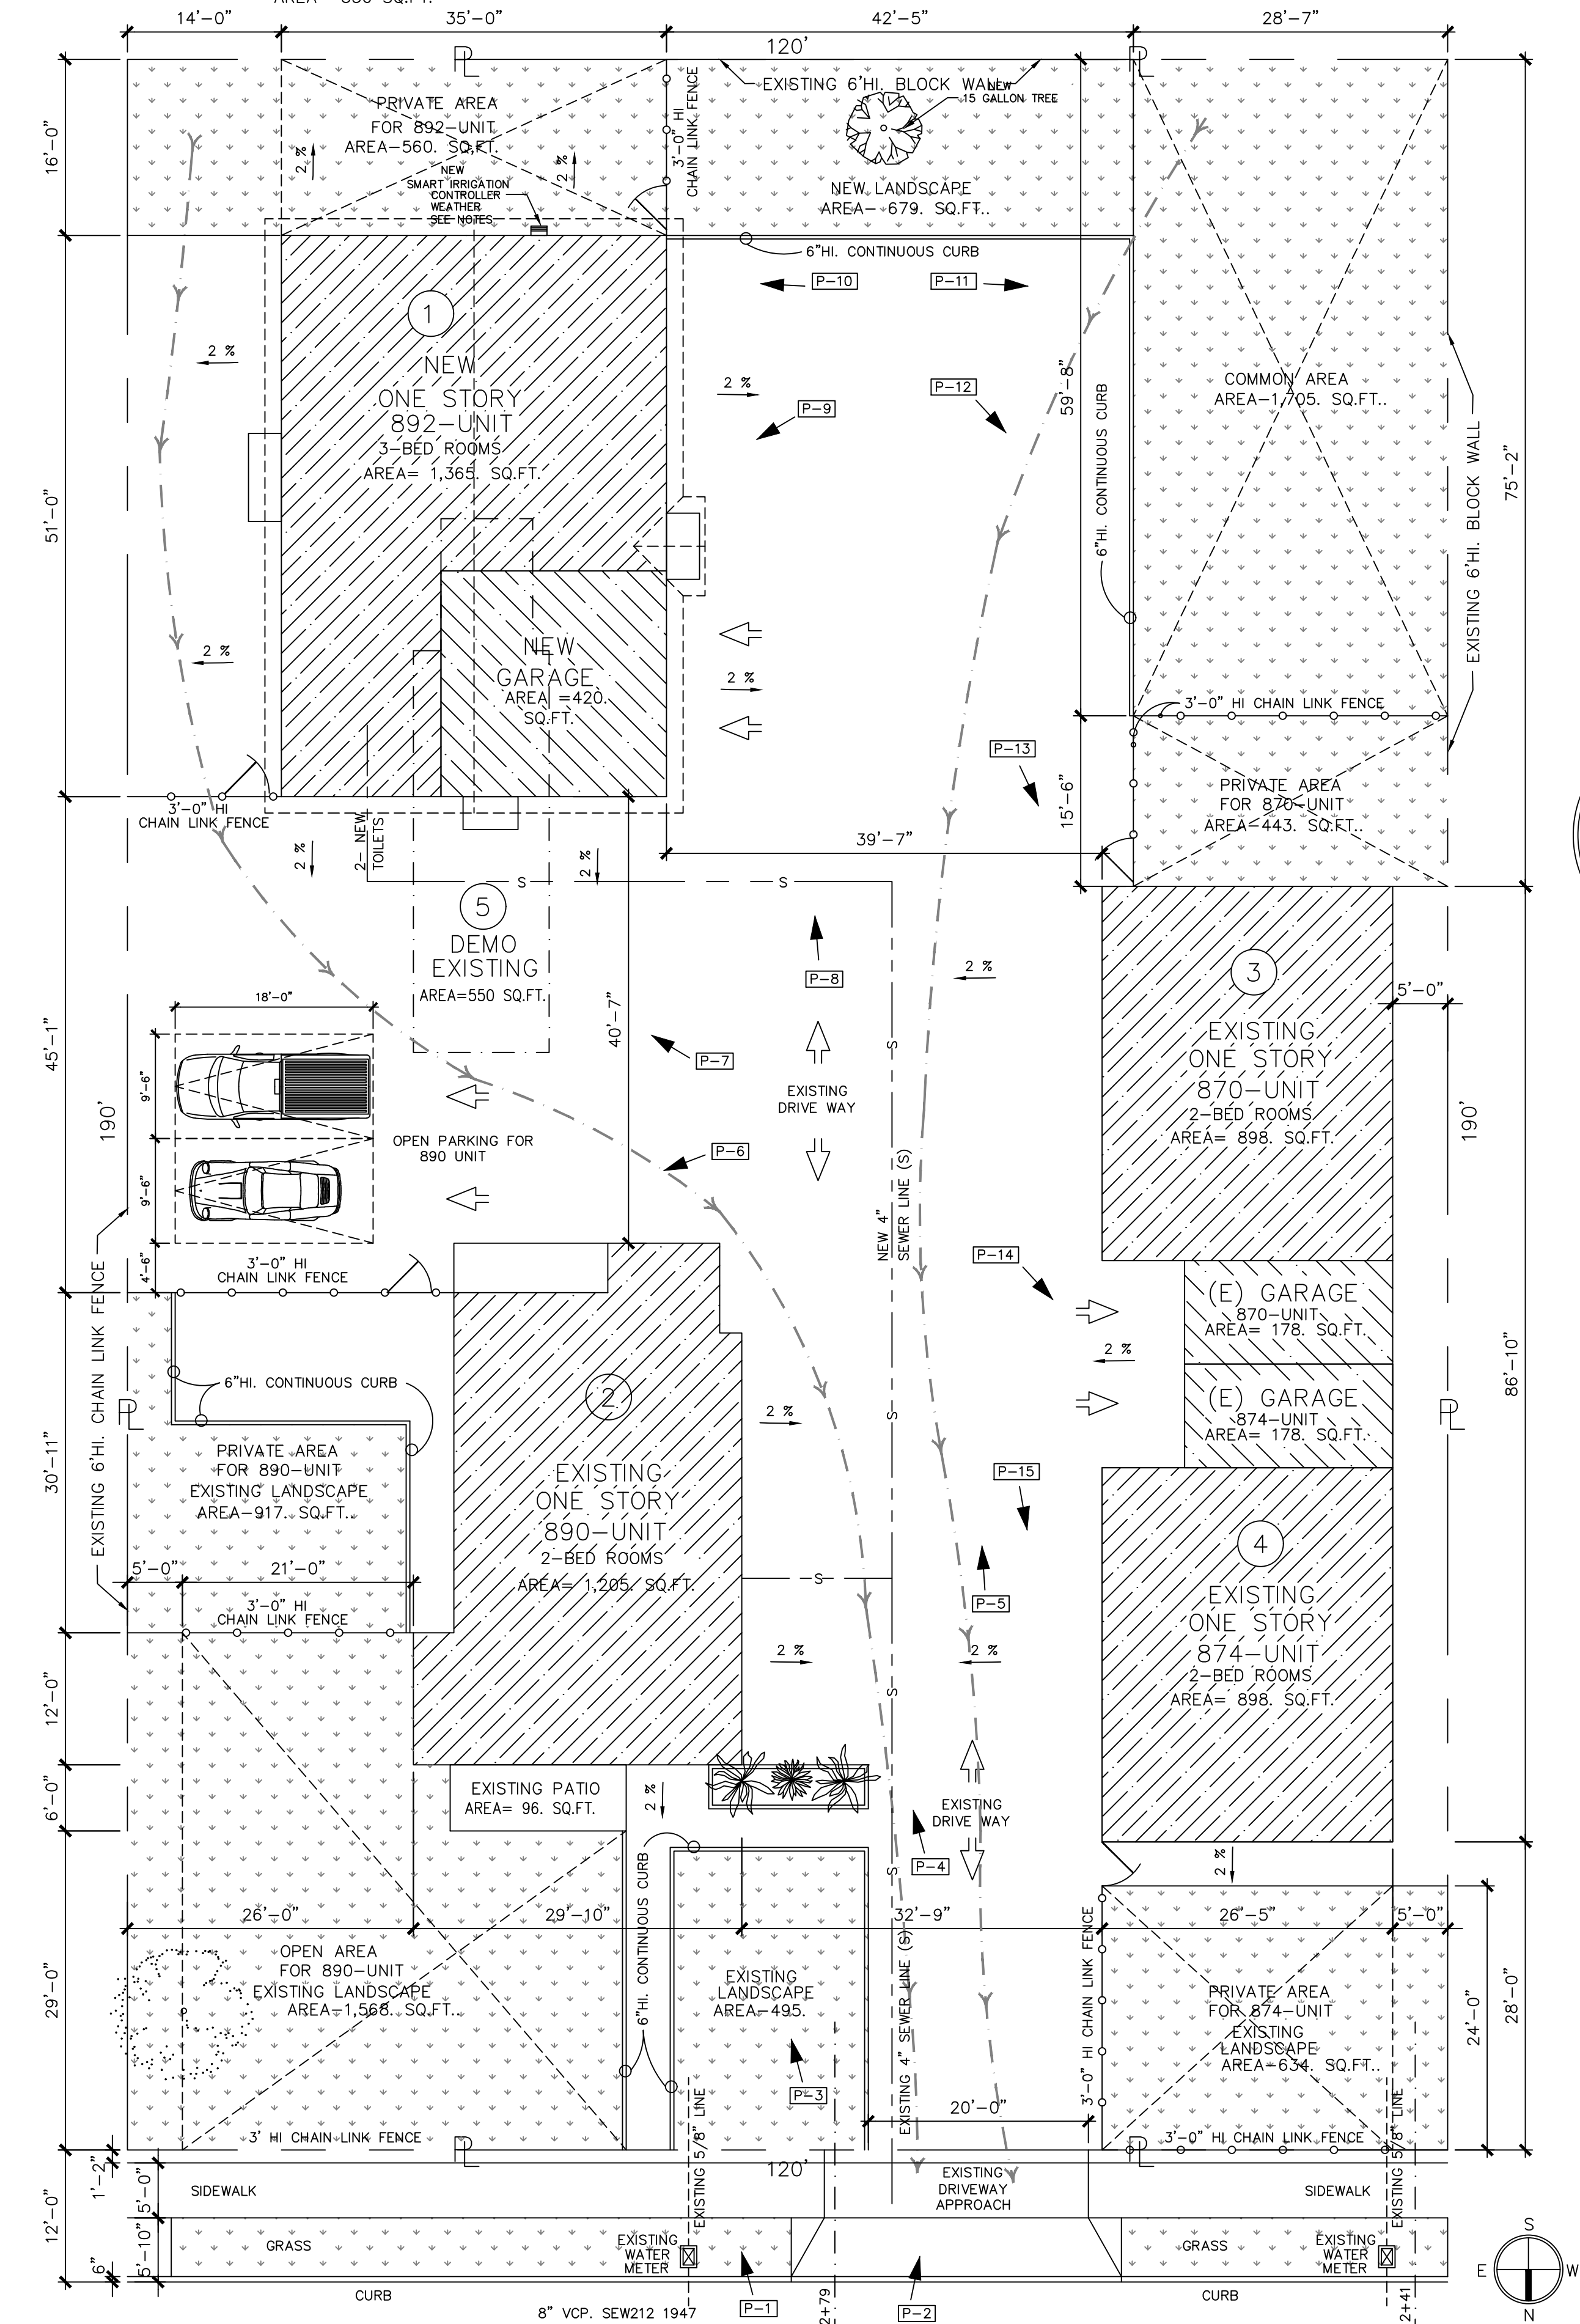 14'-0"
35'-0"
42'-5"
28'-7"
120'
PL
PL
EXISTING 6'HI. BLOCK WALL
NEW
15 GALLON TREE
PRIVATE AREA
FOR 892-UNIT
AREA-560. SQ.FT.
3'-0" HI
CHAIN LINK FENCE
16'-0"
2 %
2 %
NEW
SMART IRRIGATION
CONTROLLER
WEATHER
SEE NOTES
NEW LANDSCAPE
AREA- 679. SQ.FT..
6"HI. CONTINUOUS CURB
P-10
P-11
1
NEW
ONE STORY
892-UNIT
3-BED ROOMS
AREA= 1,365. SQ.FT.
2 %
2 %
P-9
P-12
59'-8"
6"HI. CONTINUOUS CURB
COMMON AREA
AREA-1,705. SQ.FT..
EXISTING 6'HI. BLOCK WALL
75'-2"
51'-0"
NEW
GARAGE
AREA =420.
SQ.FT.
2 %
2 %
3'-0" HI CHAIN LINK FENCE
P-13
15'-6"
PRIVATE AREA
FOR 870-UNIT
AREA-443. SQ.FT..
3'-0" HI
CHAIN LINK FENCE
2- NEW
TOILETS
2 %
2 %
39'-7"
S
S
5
DEMO
EXISTING
AREA=550 SQ.FT.
P-8
2 %
3
EXISTING
ONE STORY
870-UNIT
2-BED ROOMS
AREA= 898. SQ.FT.
5'-0"
18'-0"
40'-7"
45'-1"
P-7
S
9'-6"
9'-6"
4'-6"
190'
190'
EXISTING
DRIVE WAY
OPEN PARKING FOR
890 UNIT
P-6
NEW 4"
SEWER LINE (S)
3'-0" HI
CHAIN LINK FENCE
EXISTING 6'HI. CHAIN LINK FENCE
P-14
(E) GARAGE
870-UNIT
AREA= 178. SQ.FT.
2 %
(E) GARAGE
874-UNIT
AREA= 178. SQ.FT.
86'-10"
6"HI. CONTINUOUS CURB
2
PL
PL
2 %
S
30'-11"
PRIVATE AREA
FOR 890-UNIT
EXISTING LANDSCAPE
AREA-917. SQ.FT..
EXISTING
ONE STORY
890-UNIT
2-BED ROOMS
AREA= 1,205. SQ.FT.
P-15
4
EXISTING
ONE STORY
874-UNIT
2-BED ROOMS
AREA= 898. SQ.FT.
5'-0"
21'-0"
S
P-5
3'-0" HI
CHAIN LINK FENCE
2 %
2 %
S
12'-0"
6'-0"
EXISTING PATIO
AREA= 96. SQ.FT.
2 %
EXISTING
DRIVE WAY
P-4
S
2 %
6"HI. CONTINUOUS CURB
26'-0"
29'-10"
32'-9"
26'-5"
5'-0"
29'-0"
OPEN AREA
FOR 890-UNIT
EXISTING LANDSCAPE
AREA-1,568. SQ.FT..
EXISTING
LANDSCAPE
AREA-495.
EXISTING 4" SEWER LINE (S)
3'-0" HI CHAIN LINK FENCE
PRIVATE AREA
FOR 874-UNIT
EXISTING
LANDSCAPE
AREA-634. SQ.FT..
24'-0"
28'-0"
P-3
20'-0"
3' HI CHAIN LINK FENCE
PL
EXISTING 5/8" LINE
120'
3'-0" HI CHAIN LINK FENCE
PL
EXISTING 5/8" LINE
1'-2"
5'-0"
SIDEWALK
EXISTING
DRIVEWAY
APPROACH
SIDEWALK
12'-0"
5'-10"
6"
GRASS
EXISTING
WATER
METER
GRASS
EXISTING
WATER
METER
CURB
CURB
8" VCP. SEW212 1947
P-1
2+79
P-2
2+41
S
E
W
N